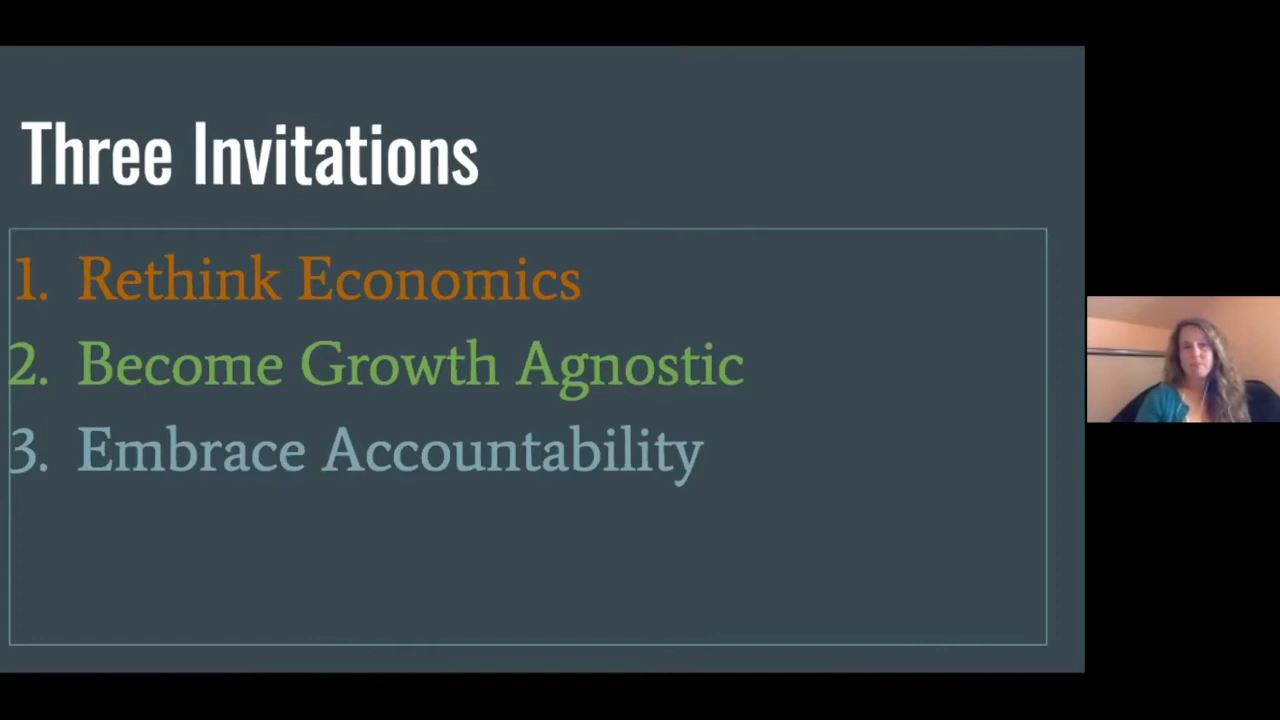 Three Invitations
1. Rethink Economics
2. Become Growth Agnostic
3. Embrace Accountability